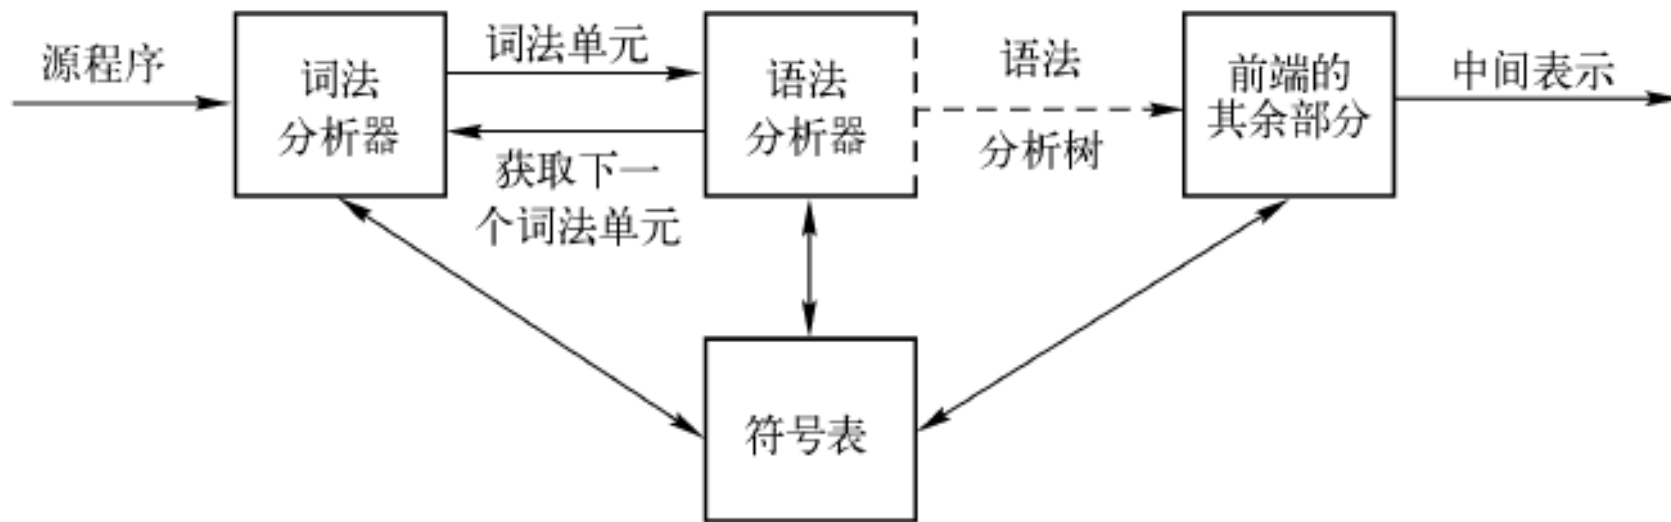 源程序
词法
分析器
词法单元
获取下一
个词法单元
语法
分析器
语法
分析树
前端的
其余部分
中间表示
符号表